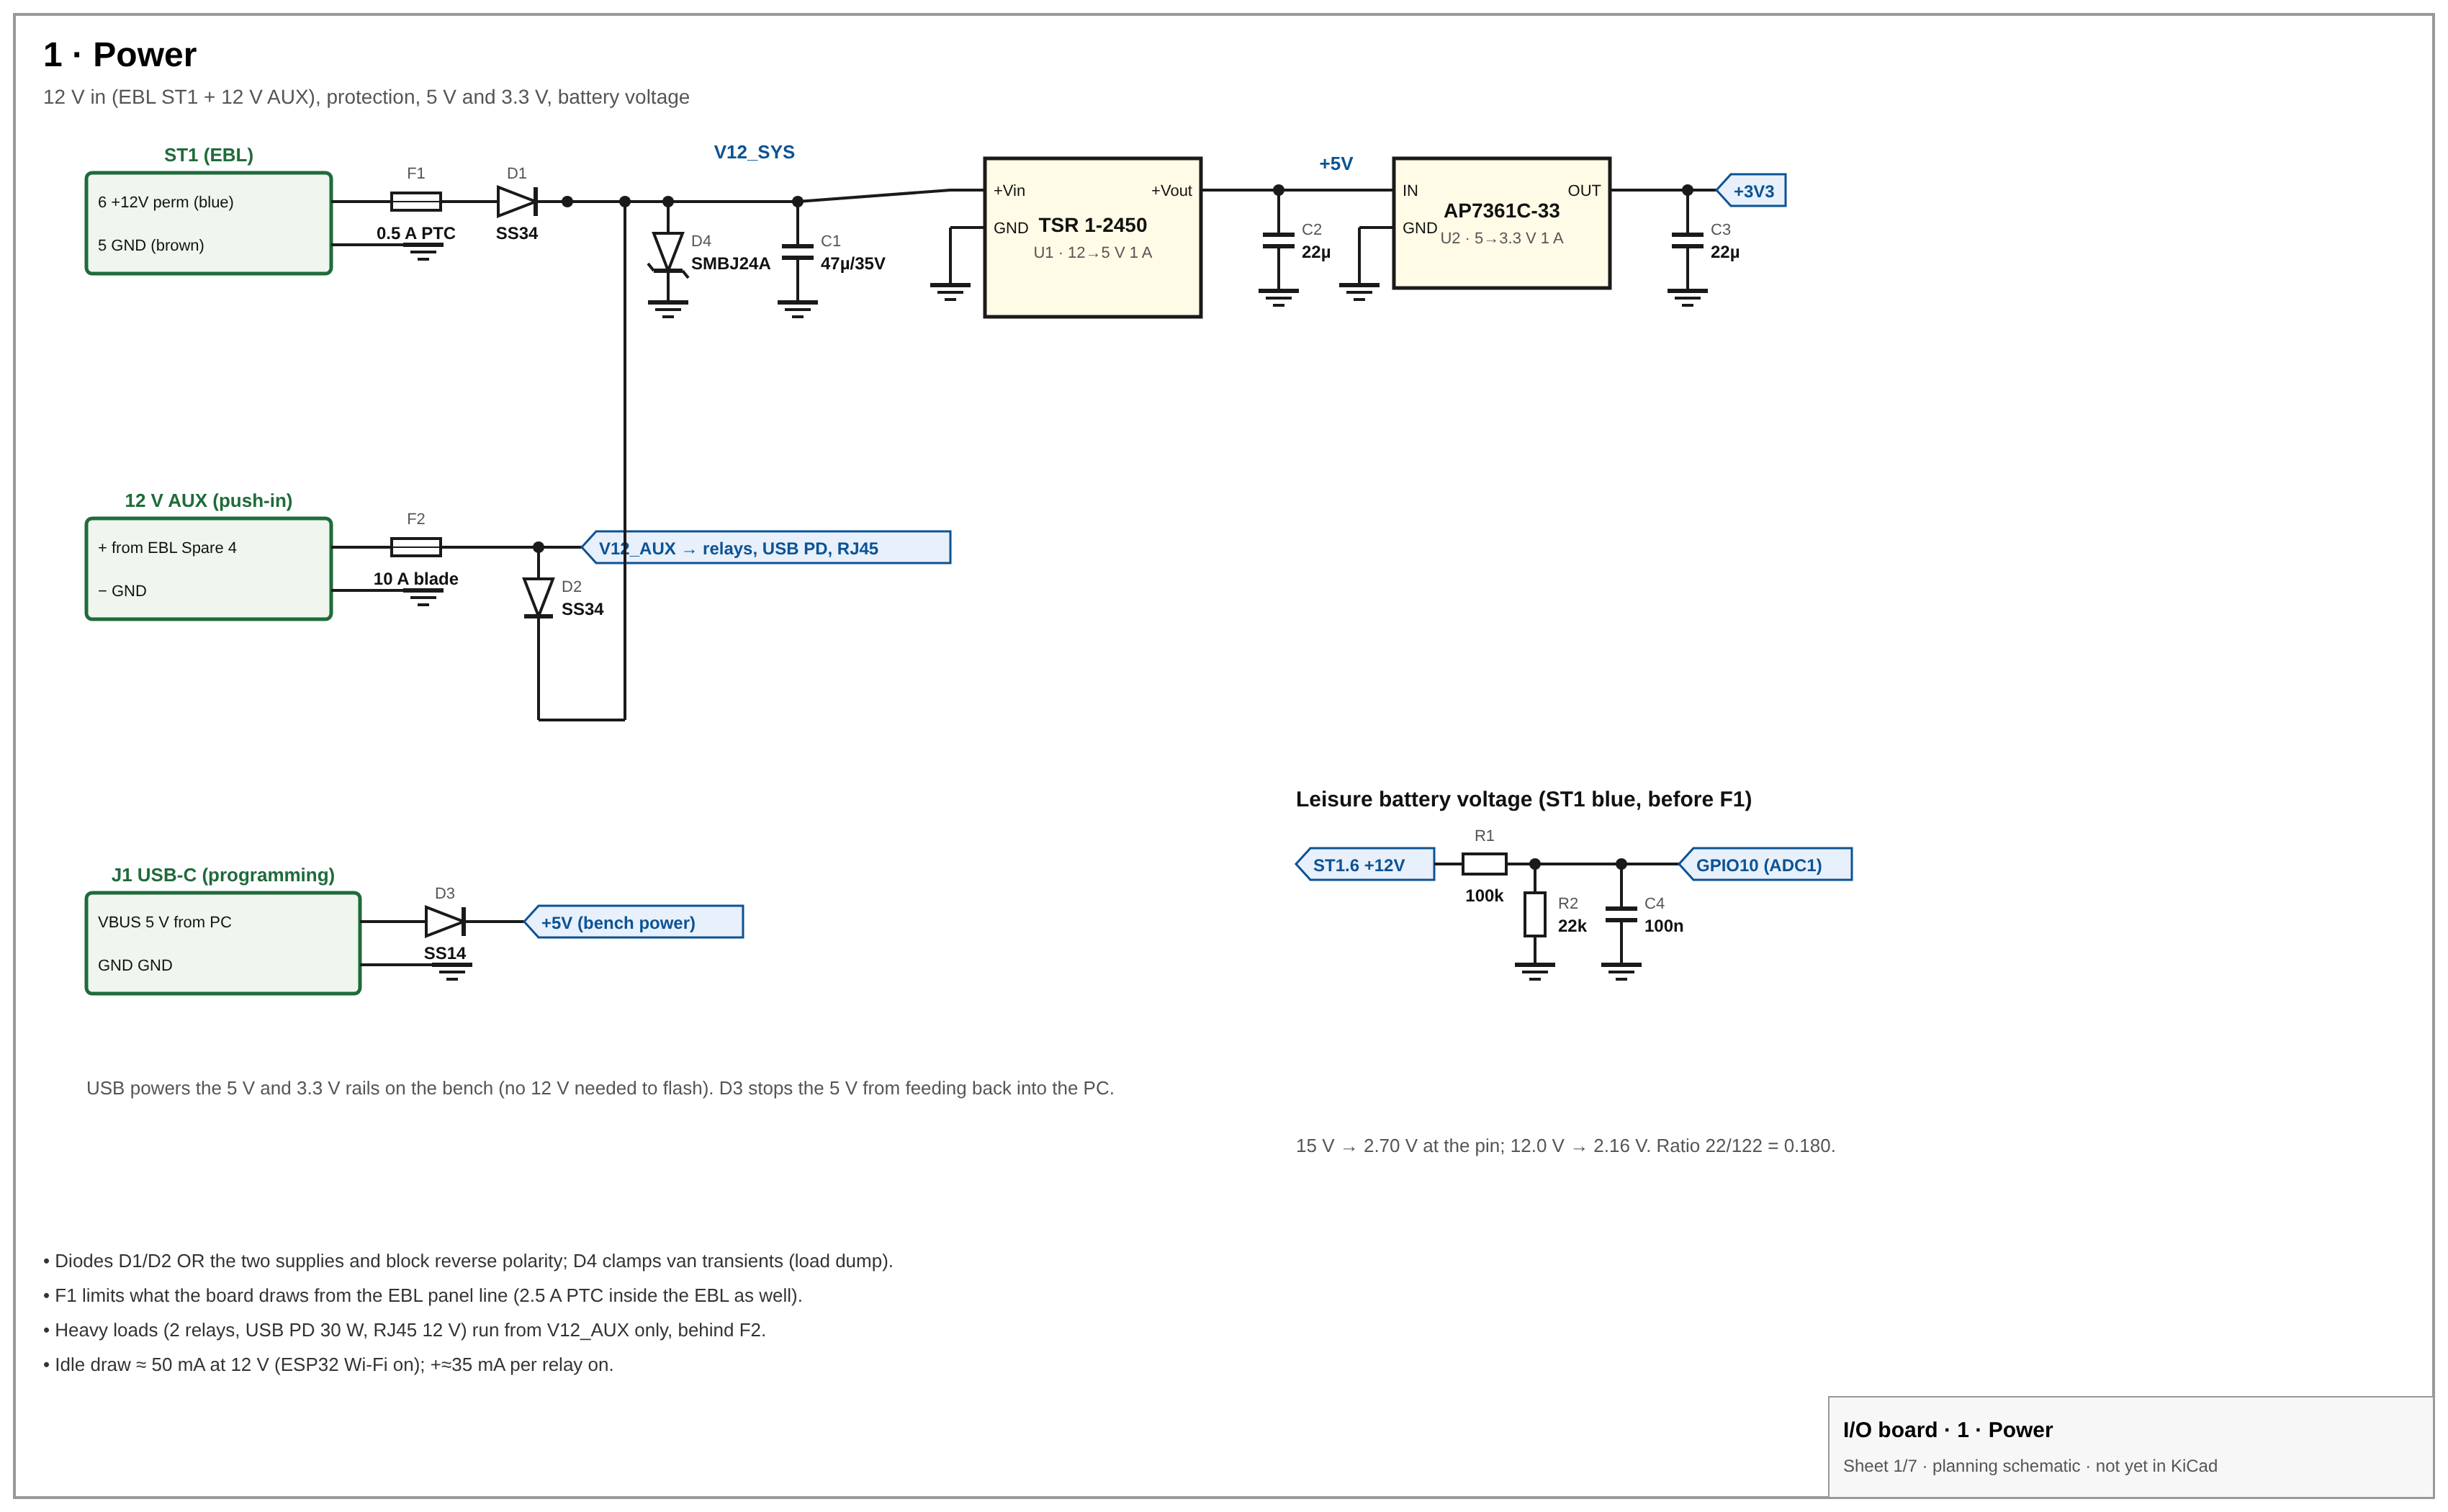 1 · Power
12 V in (EBL ST1 + 12 V AUX), protection, 5 V and 3.3 V, battery voltage
ST1 (EBL)
6 +12V perm (blue)
5 GND (brown)
F1
0.5 A PTC
D1
SS34
V12_SYS
D4
SMBJ24A
C1
47µ/35V
+Vin
+Vout
GND
TSR 1-2450
U1 · 12→5 V 1 A
+5V
C2
22µ
IN
OUT
AP7361C-33
GND
U2 · 5→3.3 V 1 A
+3V3
C3
22µ
12 V AUX (push-in)
+ from EBL Spare 4
− GND
F2
10 A blade
V12_AUX → relays, USB PD, RJ45
D2
SS34
Leisure battery voltage (ST1 blue, before F1)
ST1.6 +12V
R1
100k
R2
22k
C4
100n
GPIO10 (ADC1)
J1 USB-C (programming)
VBUS 5 V from PC
GND GND
D3
SS14
+5V (bench power)
USB powers the 5 V and 3.3 V rails on the bench (no 12 V needed to flash). D3 stops the 5 V from feeding back into the PC.
15 V → 2.70 V at the pin; 12.0 V → 2.16 V. Ratio 22/122 = 0.180.
• Diodes D1/D2 OR the two supplies and block reverse polarity; D4 clamps van transients (load dump).
• F1 limits what the board draws from the EBL panel line (2.5 A PTC inside the EBL as well).
• Heavy loads (2 relays, USB PD 30 W, RJ45 12 V) run from V12_AUX only, behind F2.
• Idle draw ≈ 50 mA at 12 V (ESP32 Wi-Fi on); +≈35 mA per relay on.
I/O board · 1 · Power
Sheet 1/7 · planning schematic · not yet in KiCad